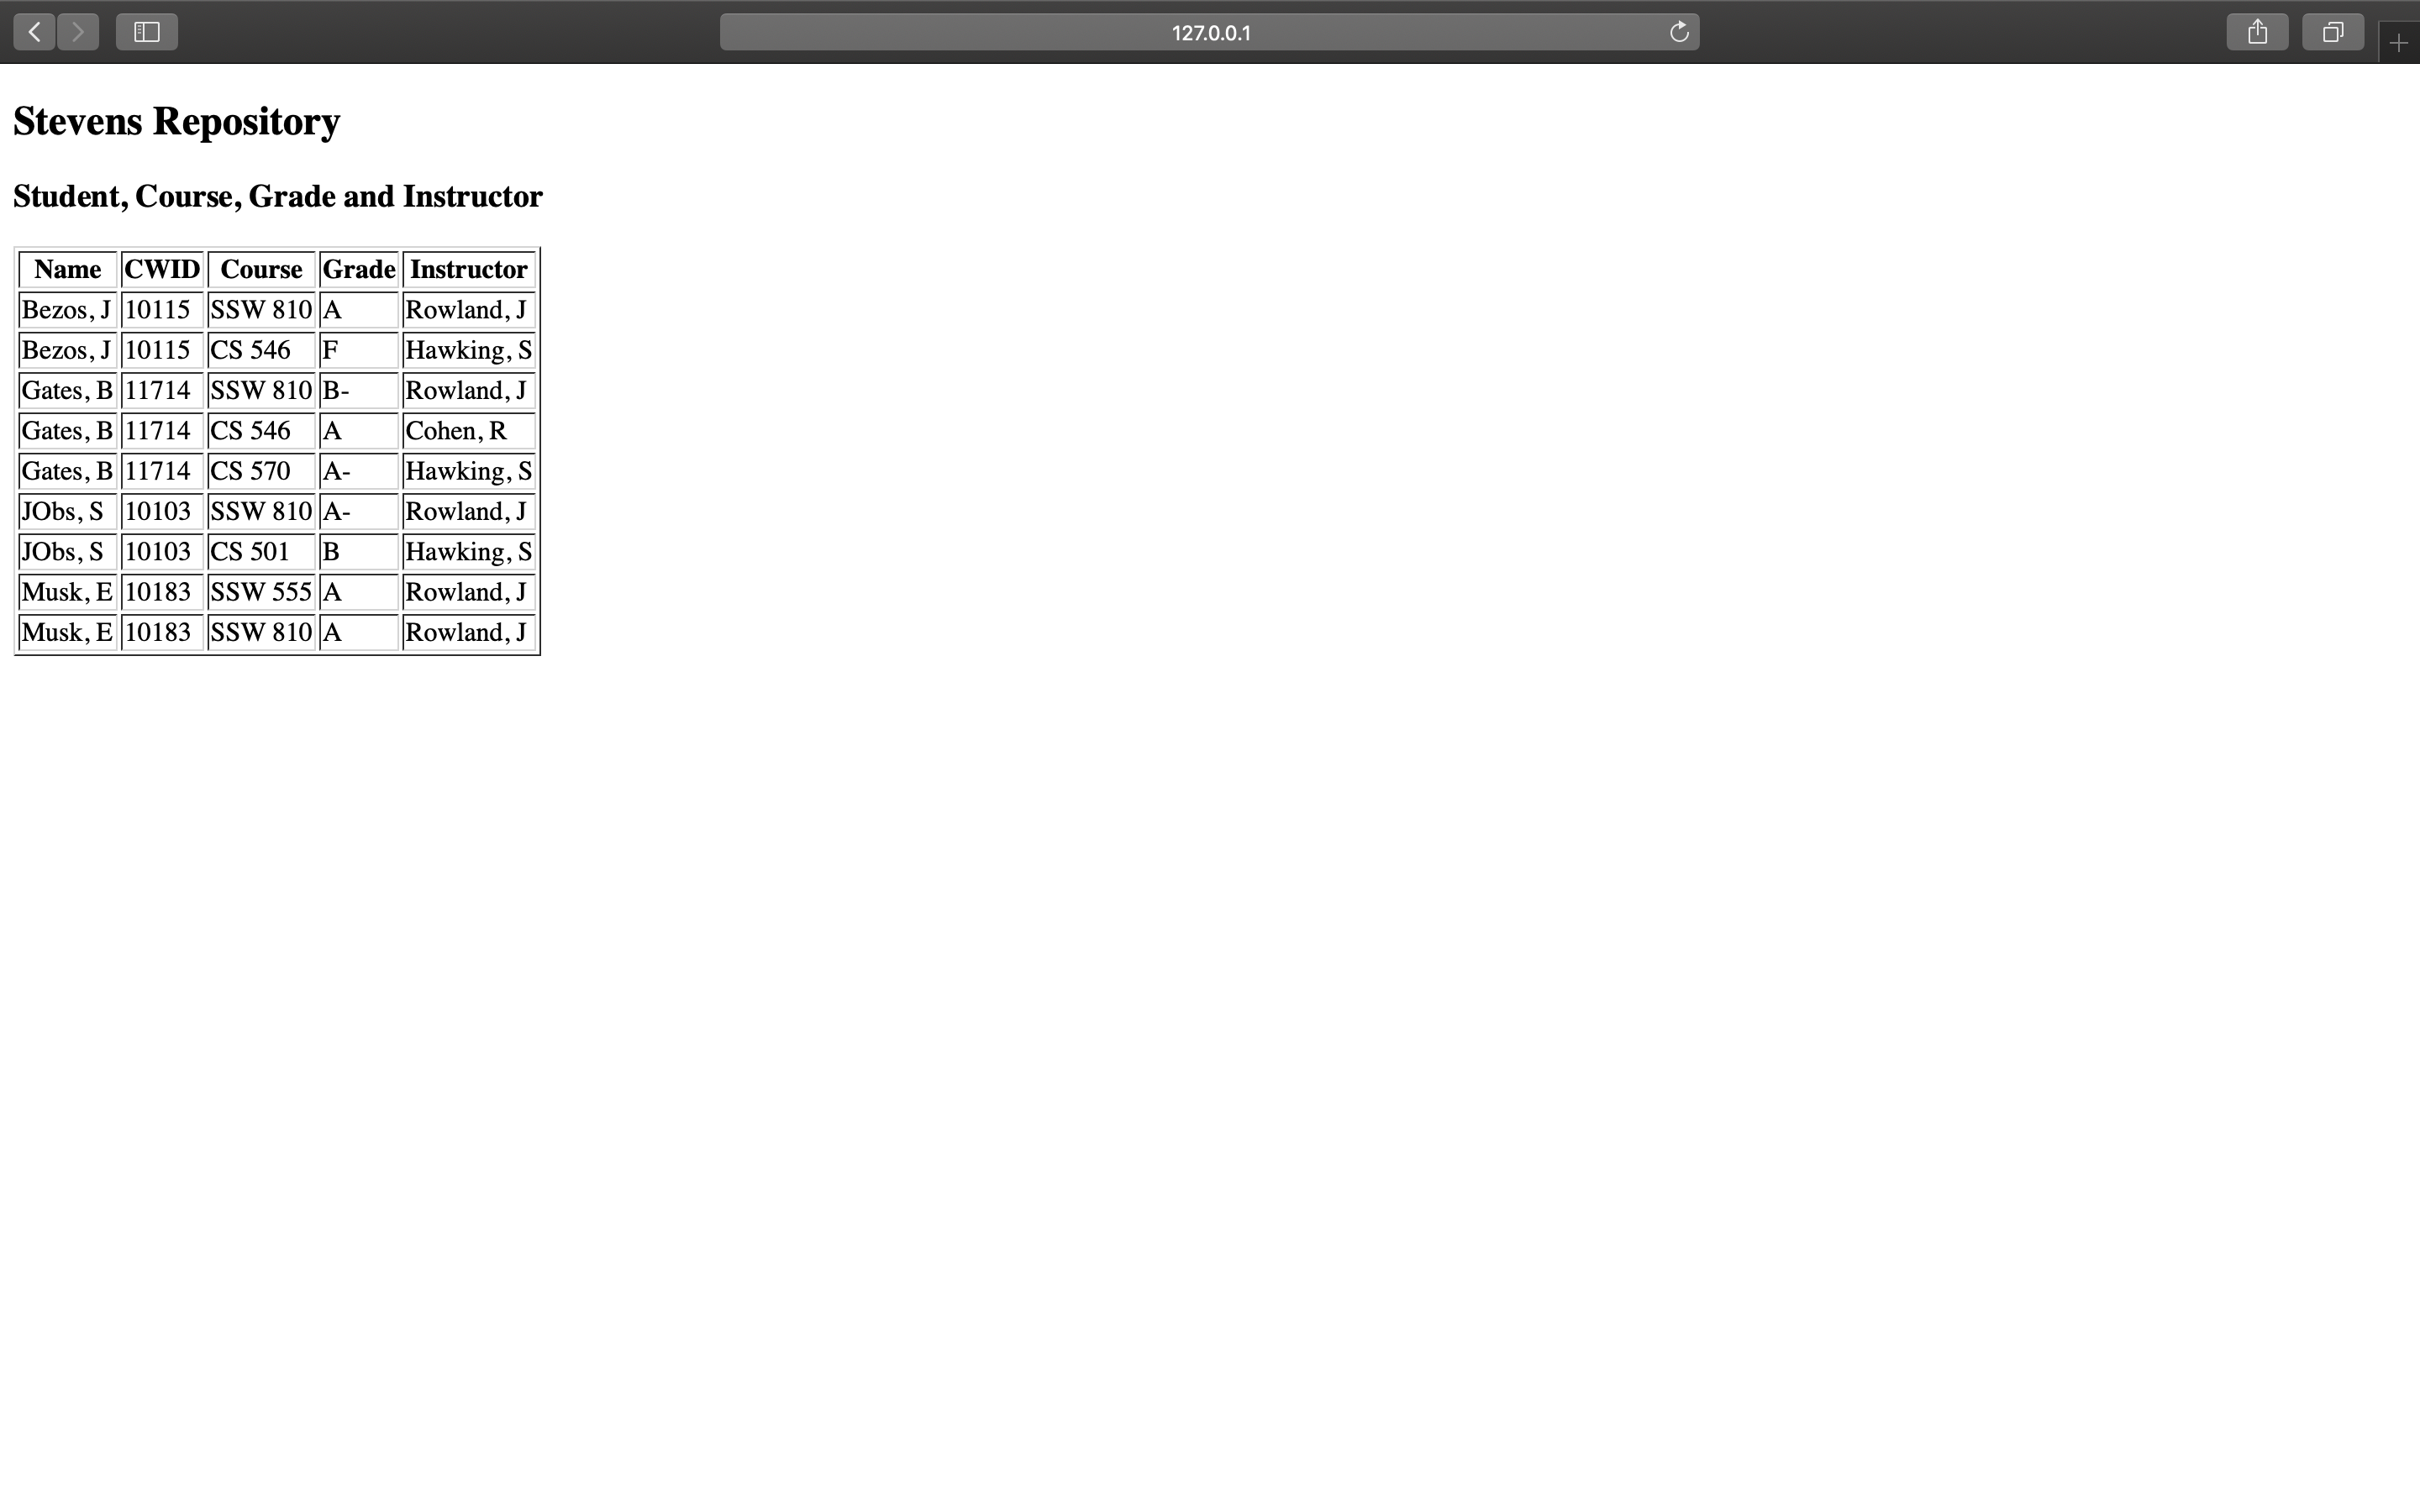 127.0.0.1
Stevens Repository
Student, Course, Grade and Instructor
Name CWID Course Grade Instructor
Bezos, J 10115 SSW 810 A Rowland, J
Bezos, J 10115 CS 546 F Hawking, S
Gates, B 11714 SSW 810 B- Rowland, J
Gates, B 11714 CS 546 A Cohen, R
Gates, B 11714 CS 570 A- Hawking, S
JObs, S 10103 SSW 810 A- Rowland, J
JObs, S 10103 CS 501 B Hawking, S
Musk, E 10183 SSW 555 A Rowland, J
Musk, E 10183 SSW 810 A Rowland, J